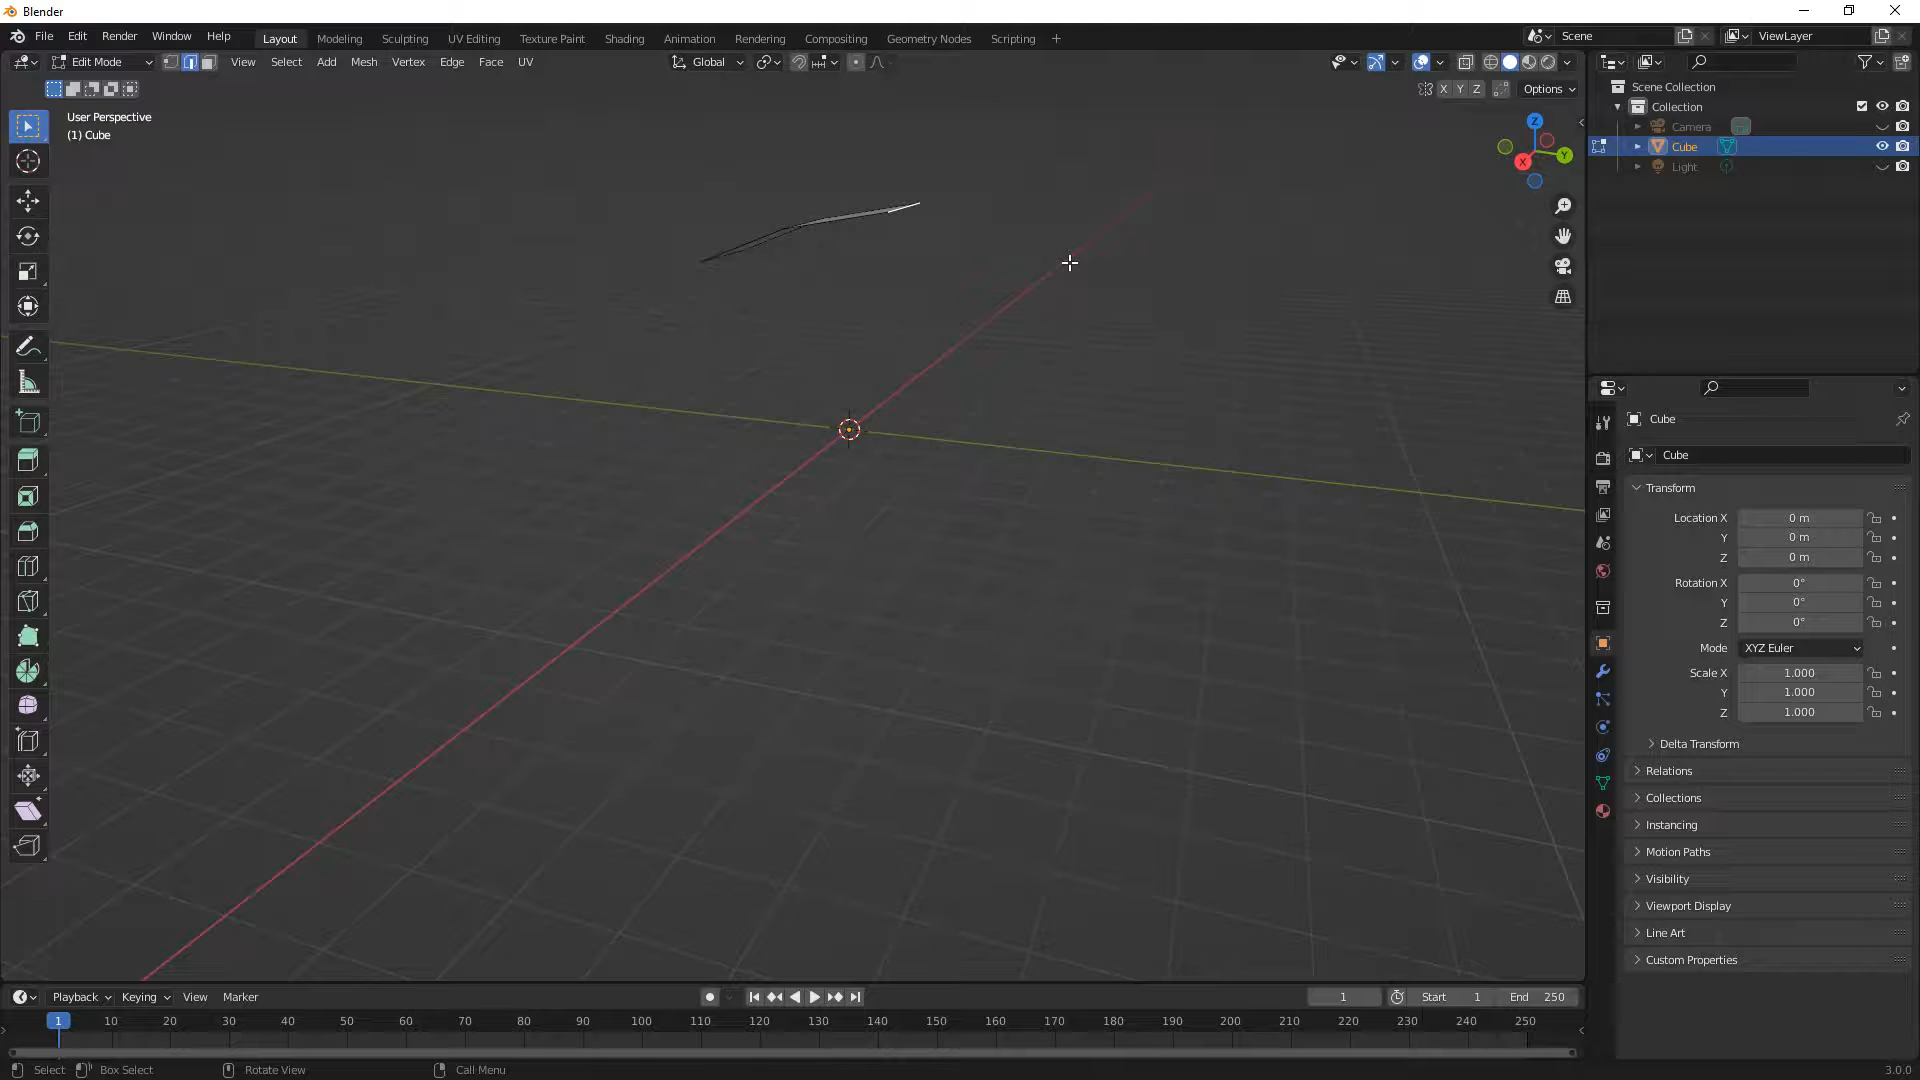 Blender
File Edit Render Window Help Layout Modeling Sculpting UV Editing Texture Paint Shading Animation Rendering Compositing Geometry Nodes Scripting + Scene ViewLayer
Edit Mode View Select Add Mesh Vertex Edge Face UV Global
X Y Z Options
User Perspective
(1) Cube
Z
Y
X
Scene Collection
Collection
Camera
Cube
Light
Cube
Cube
Transform
Location X 0 m
Y 0 m
Z 0 m
Rotation X 0°
Y 0°
Z 0°
Mode XYZ Euler
Scale X 1.000
Y 1.000
Z 1.000
Delta Transform
Relations
Collections
Instancing
Motion Paths
Visibility
Viewport Display
Line Art
Custom Properties
Playback Keying View Marker 1 Start 1 End 250
1 10 20 30 40 50 60 70 80 90 100 110 120 130 140 150 160 170 180 190 200 210 220 230 240 250
Select Box Select Rotate View Call Menu 3.0.0